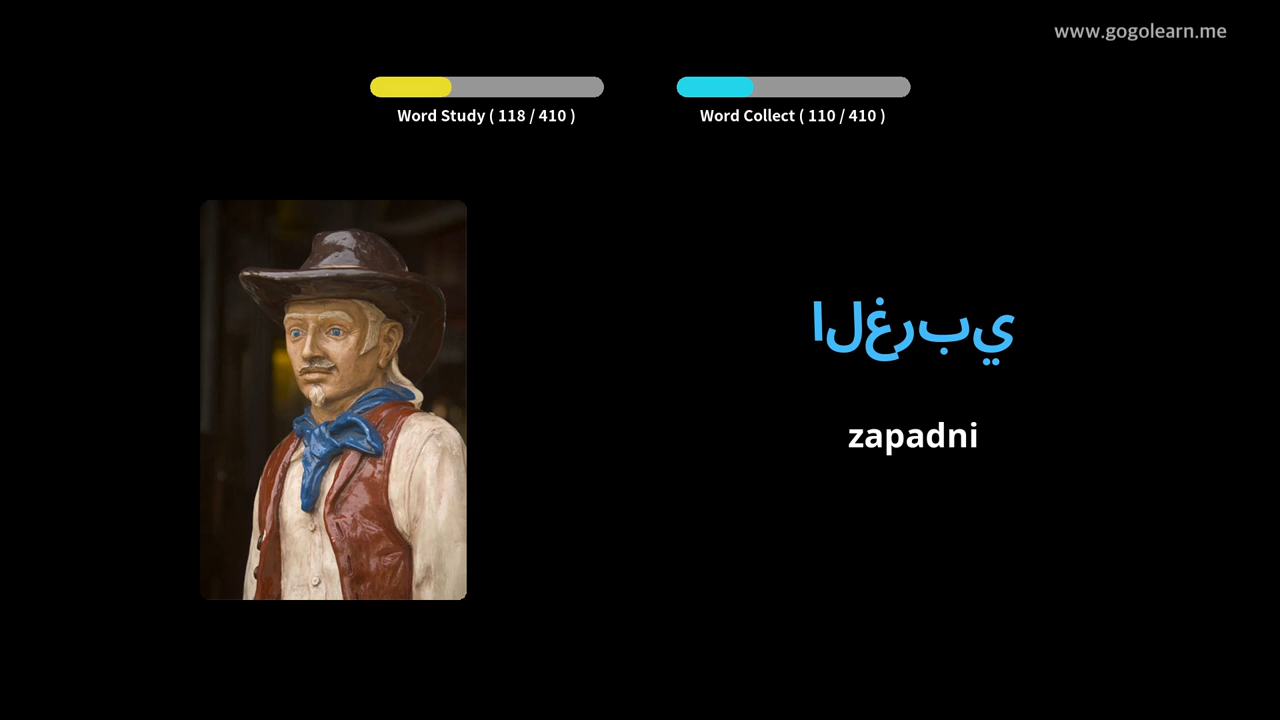 www.gogolearn.me
Word Study ( 118 / 410 )
Word Collect ( 110 / 410 )
الغربي
zapadni